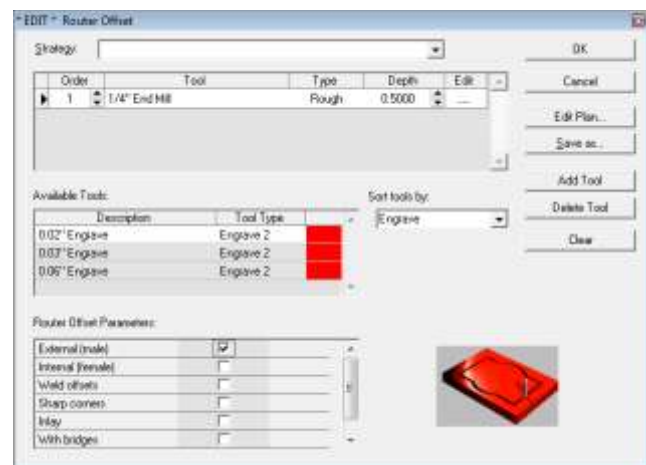 * EDIT * Router Offset
Strategy:
OK
Order Tool Type Depth Edit
1 1/4" End Mill Rough 0.5000 ...
Cancel
Edit Plan...
Save as...
Add Tool
Delete Tool
Clear
Available Tools:
Sort tools by:
Engrave
Description Tool Type
0.02" Engrave Engrave 2
0.03" Engrave Engrave 2
0.06" Engrave Engrave 2
Router Offset Parameters:
External (male)
Internal (female)
Weld offsets
Sharp corners
Inlay
With bridges